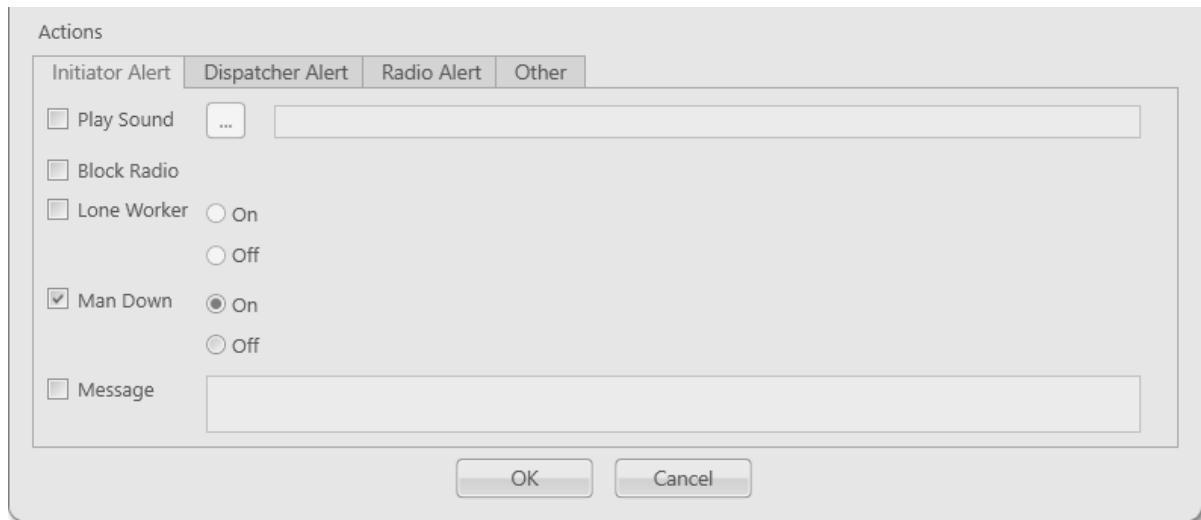 Actions
Initiator Alert Dispatcher Alert Radio Alert Other
Play Sound ...
Block Radio
Lone Worker On
Off
Man Down On
Off
Message
OK Cancel